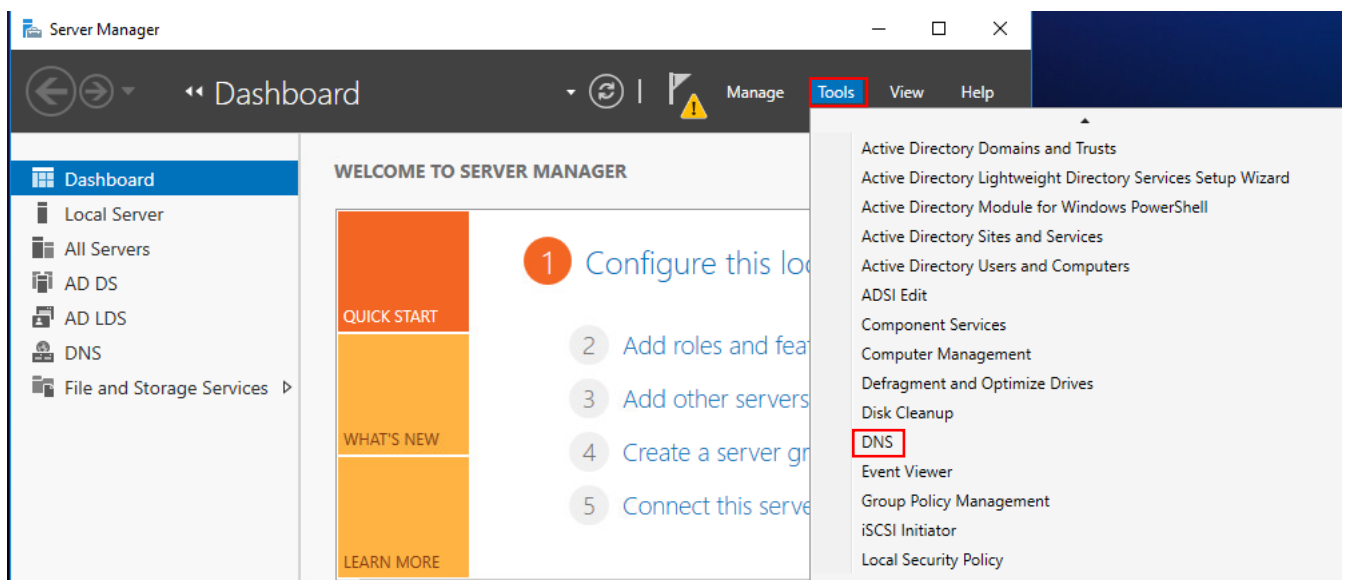 Server Manager
Dashboard
Manage Tools View Help
Dashboard
Local Server
All Servers
AD DS
AD LDS
DNS
File and Storage Services
WELCOME TO SERVER MANAGER
QUICK START
WHAT'S NEW
LEARN MORE
1 Configure this loc
2 Add roles and feat
3 Add other servers
4 Create a server gr
5 Connect this serve
Active Directory Domains and Trusts
Active Directory Lightweight Directory Services Setup Wizard
Active Directory Module for Windows PowerShell
Active Directory Sites and Services
Active Directory Users and Computers
ADSI Edit
Component Services
Computer Management
Defragment and Optimize Drives
Disk Cleanup
DNS
Event Viewer
Group Policy Management
iSCSI Initiator
Local Security Policy